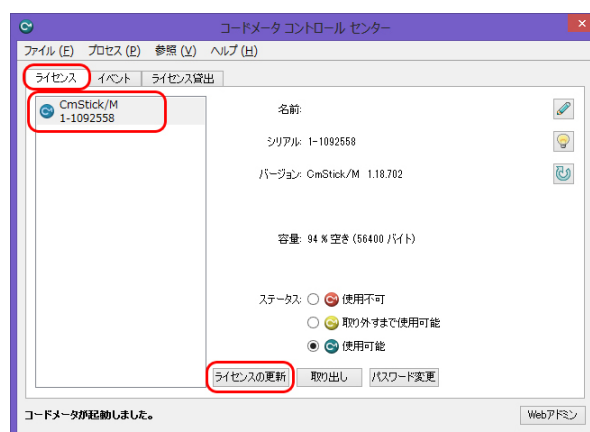 コードメータ コントロール センター
ファイル (F) プロセス (P) 参照 (V) ヘルプ (H)
ライセンス イベント ライセンス貸出
CmStick/M
1-1092558
名前:
シリアル: 1-1092558
バージョン: CmStick/M 1.18.702
容量: 94 % 空き (56400 バイト)
ステータス: 使用不可
取り外すまで使用可能
使用可能
ライセンスの更新 取り出し パスワード変更
コードメータが起動しました。 Webアドミン